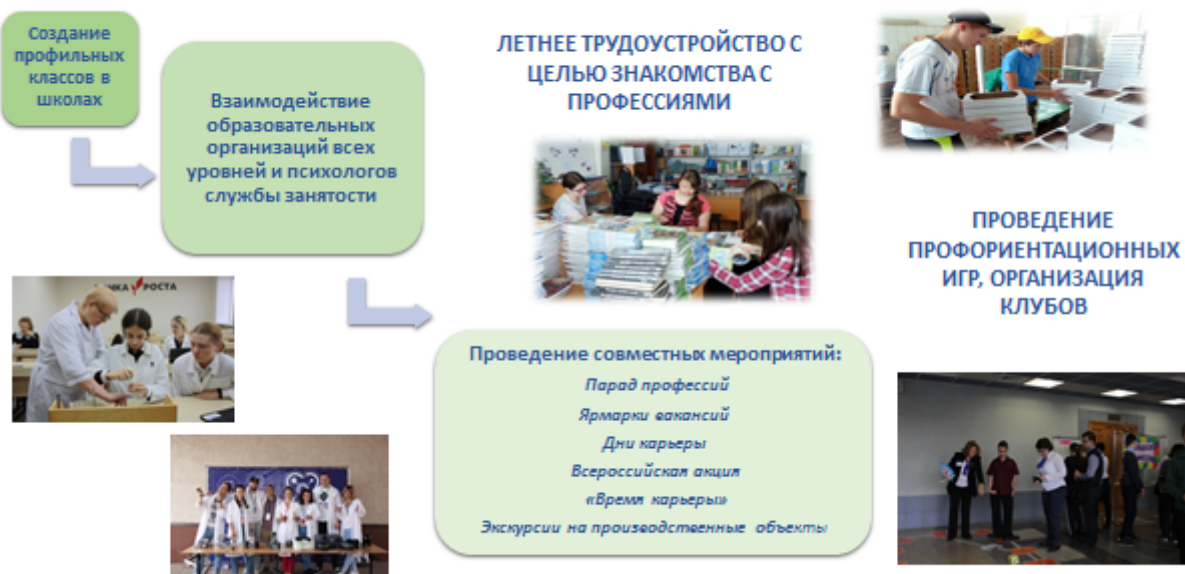 Создание
профильных
классов в
школах
Взаимодействие
образовательных
организаций всех
уровней и психологов
службы занятости
ЛЕТНЕЕ ТРУДОУСТРОЙСТВО С
ЦЕЛЬЮ ЗНАКОМСТВА С
ПРОФЕССИЯМИ
ПРОВЕДЕНИЕ
ПРОФОРИЕНТАЦИОННЫХ
ИГР, ОРГАНИЗАЦИЯ
КЛУБОВ
РОСТА
Проведение совместных мероприятий:
Парад профессий
Ярмарки вакансий
Дни карьеры
Всероссийская акция
«Время карьеры»
Экскурсии на производственные объекты